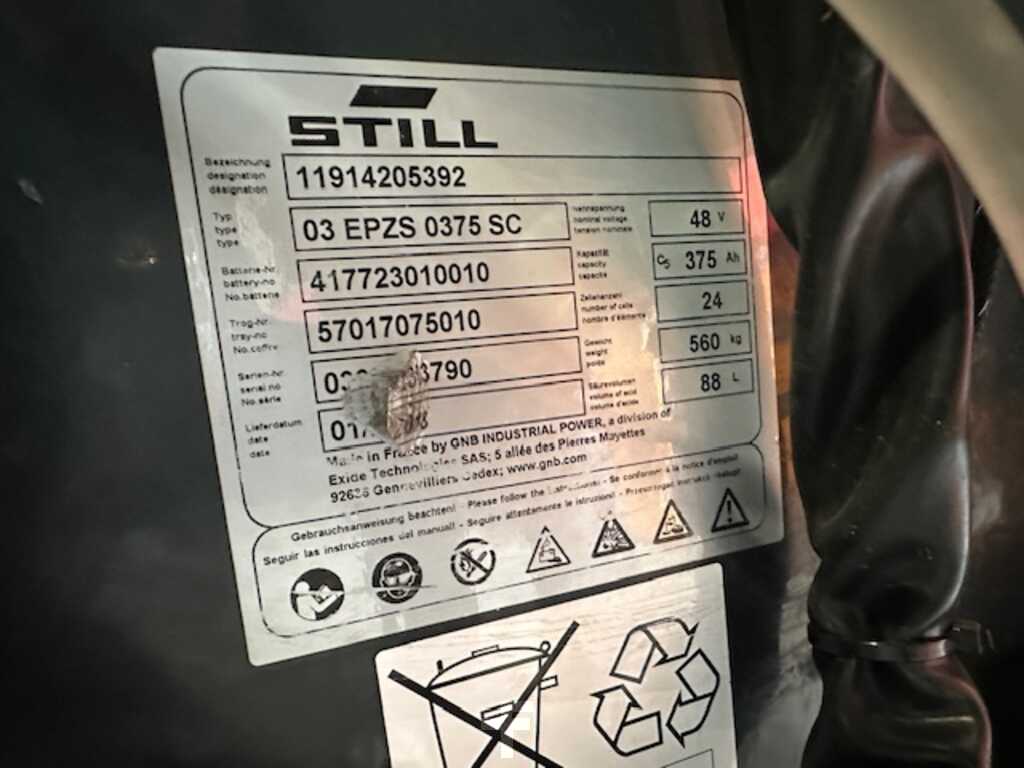 STILL
Bezeichnung
designation
désignation
11914205392
Typ
type
type
03 EPZS 0375 SC
Nennspannung
nominal voltage
tension nominale
48 V
Batterie-Nr.
battery-no
No.batterie
417723010010
Kapazität
capacity
capacite
C5 375 Ah
Trog-Nr.
tray-no
No.coffre
57017075010
Zellenanzahl
number of cells
nombre d'élements
24
Serien-nr.
serial no
No.série
3790
Gewicht
weight
poids
560 kg
Lieferdatum
date
date
Säurevolumen
volume of acid
volume d'acide
88 L
Made in France by GNB INDUSTRIAL POWER, a division of
Exide Technologies SAS; 5 allée des Pierres Mayettes
92636 Gennevilliers Cedex; www.gnb.com
Gebrauchsanweisung beachten! - Please follow the instructions - Se conformer à la notice d'emploi
Seguir las instrucciones del manual! - Seguire attentamente le istruzioni! -